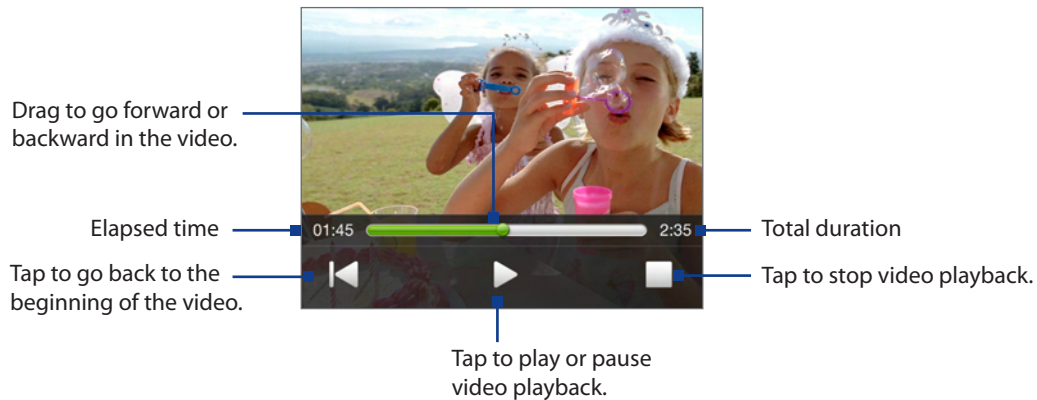 Drag to go forward or
backward in the video.
Elapsed time
01:45
2:35
Total duration
Tap to go back to the
beginning of the video.
Tap to stop video playback.
Tap to play or pause
video playback.